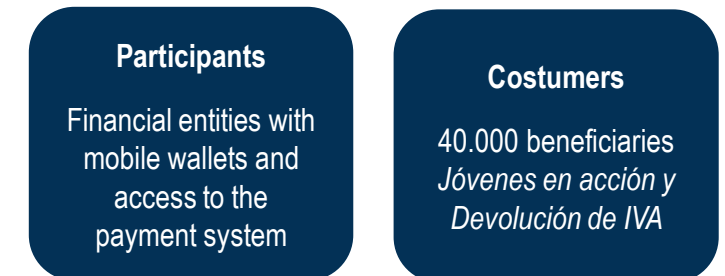 Participants
Financial entities with
mobile wallets and
access to the
payment system
Costumers
40.000 beneficiaries
Jóvenes en acción y
Devolución de IVA